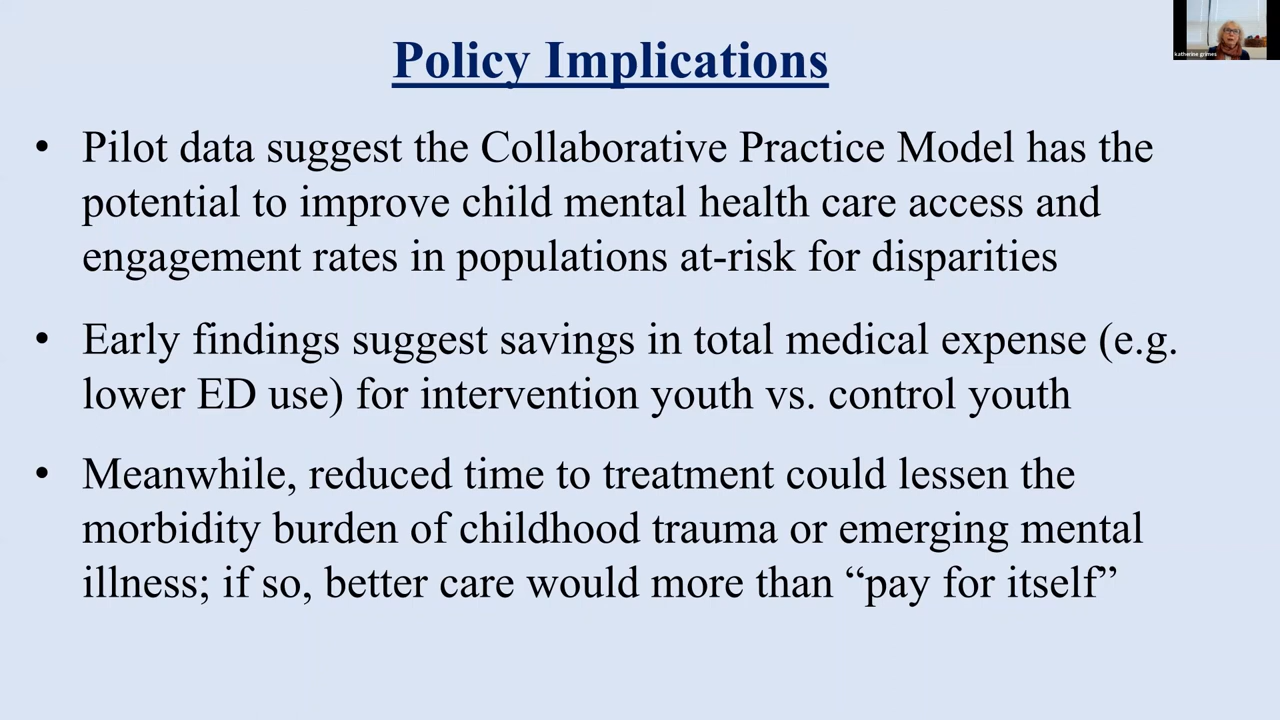 Policy Implications
katherine grimes
• Pilot data suggest the Collaborative Practice Model has the
potential to improve child mental health care access and
engagement rates in populations at-risk for disparities
• Early findings suggest savings in total medical expense (e.g.
lower ED use) for intervention youth vs. control youth
• Meanwhile, reduced time to treatment could lessen the
morbidity burden of childhood trauma or emerging mental
illness; if so, better care would more than “pay for itself”